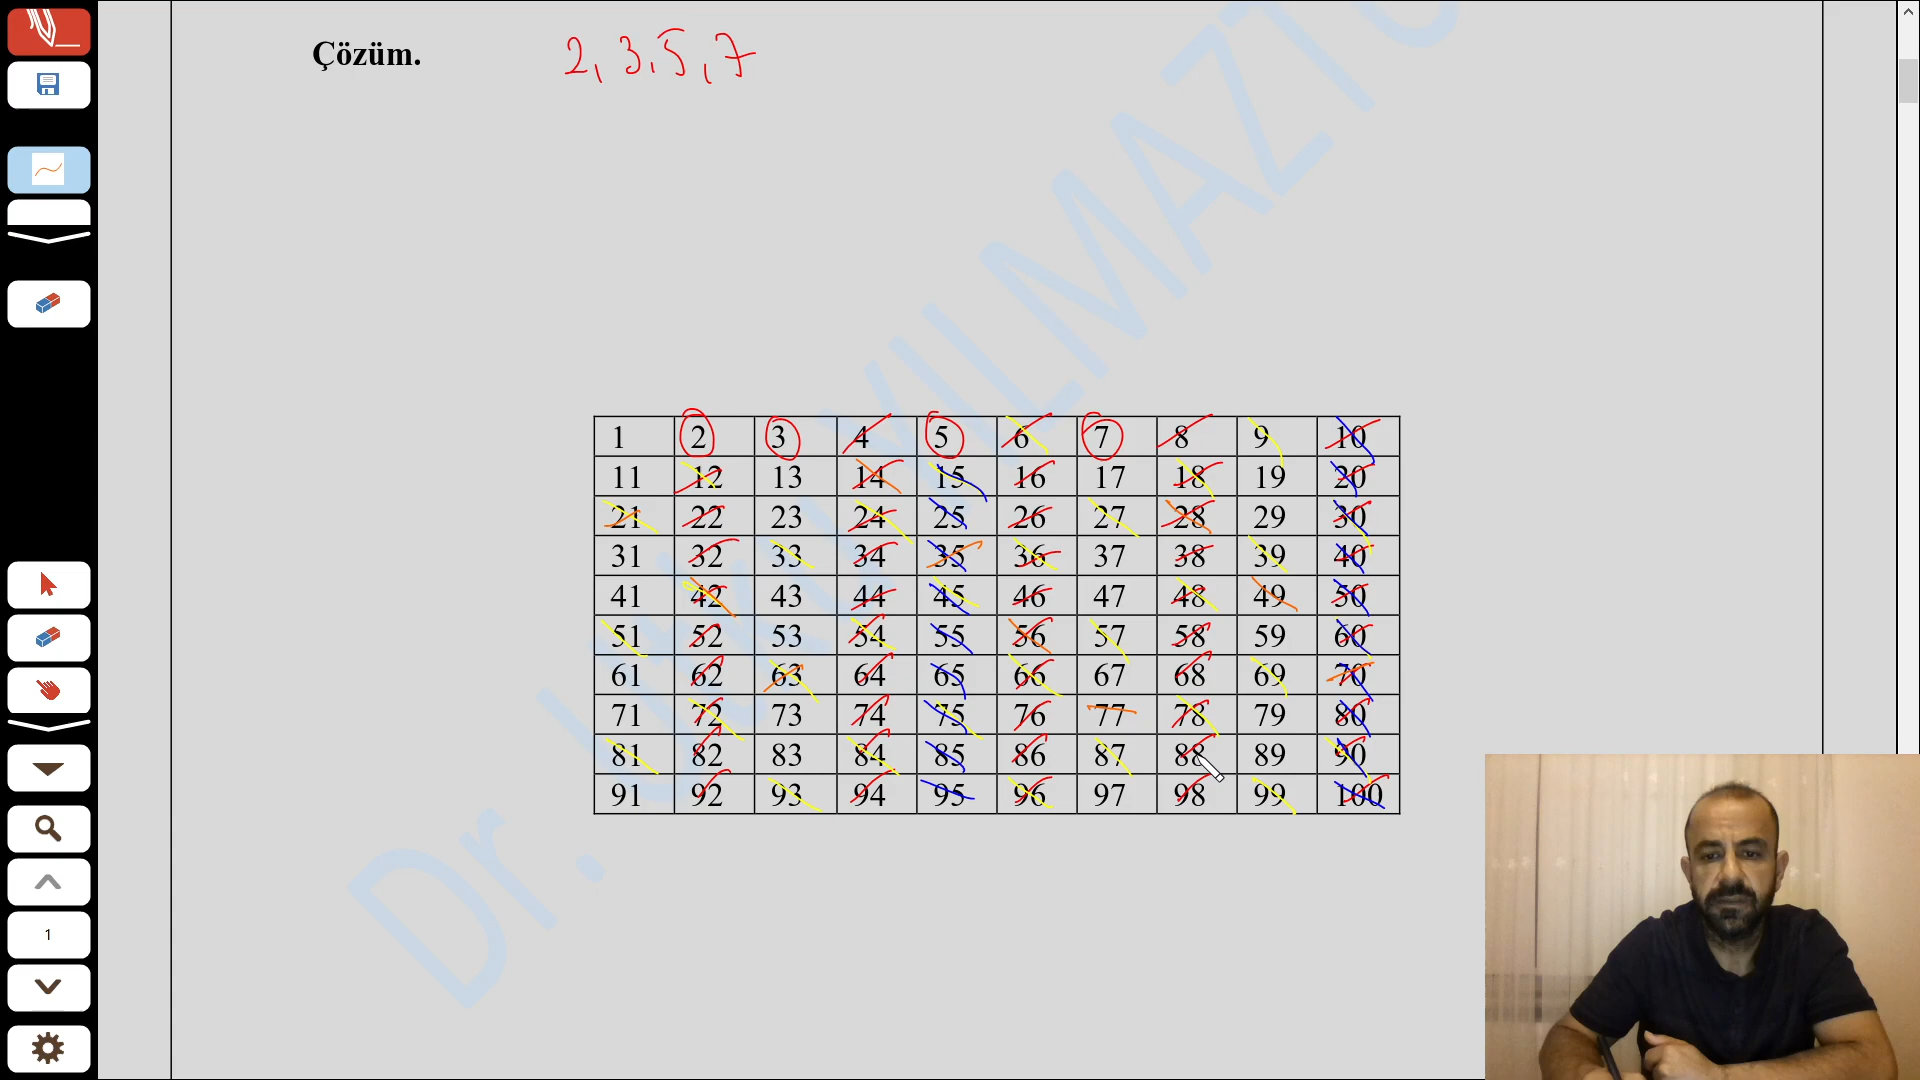 Çözüm. 2, 3, 5, 7
1 2 3 4 5 6 7 8 9 10
11 12 13 14 15 16 17 18 19 20
21 22 23 24 25 26 27 28 29 30
31 32 33 34 35 36 37 38 39 40
41 42 43 44 45 46 47 48 49 50
51 52 53 54 55 56 57 58 59 60
61 62 63 64 65 66 67 68 69 70
71 72 73 74 75 76 77 78 79 80
81 82 83 84 85 86 87 88 89 90
91 92 93 94 95 96 97 98 99 100
1
Dr.